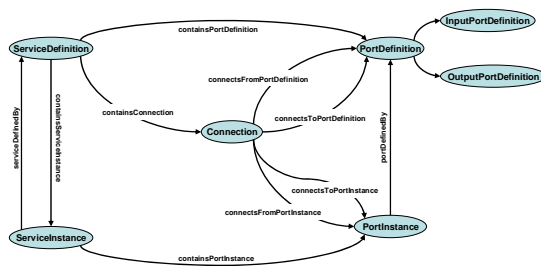 InputPortDefinition
containsPortDefinition
ServiceDefinition
PortDefinition
connectsFromPortDefinition
OutputPortDefinition
containsConnection
connectsToPortDefinition
Connection
serviceDefinedBy
containsServiceInstance
portDefinedBy
connectsToPortInstance
connectsFromPortInstance
PortInstance
ServiceInstance
containsPortInstance